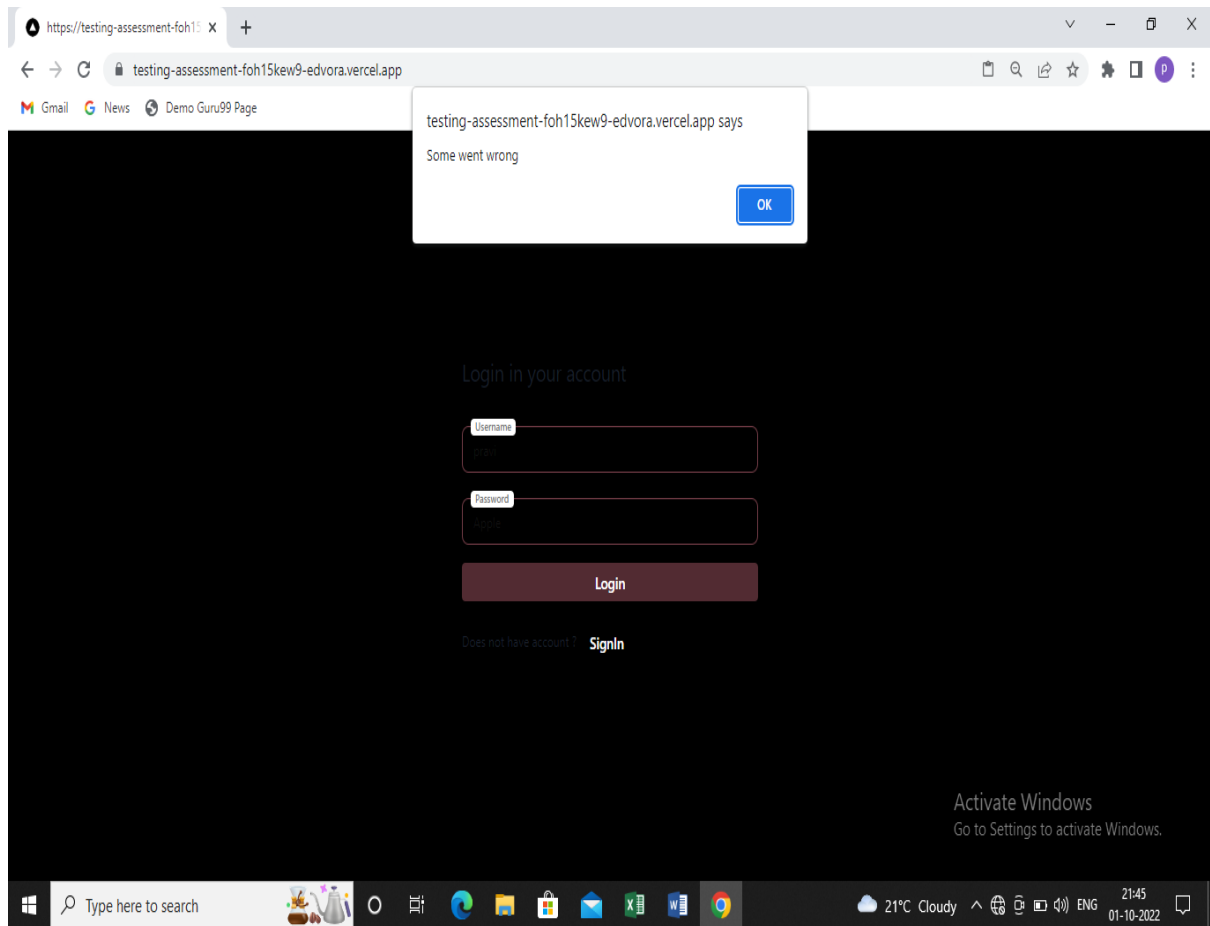 https://testing-assessment-foh15
testing-assessment-foh15kew9-edvora.vercel.app
P
Gmail
News
Demo Guru99 Page
testing-assessment-foh15kew9-edvora.vercel.app says
Some went wrong
OK
Login in your account
Username
pravi
Password
Apple
Login
Does not have account ?
SignIn
Activate Windows
Go to Settings to activate Windows.
Type here to search
21°C Cloudy
ENG
21:45
01-10-2022